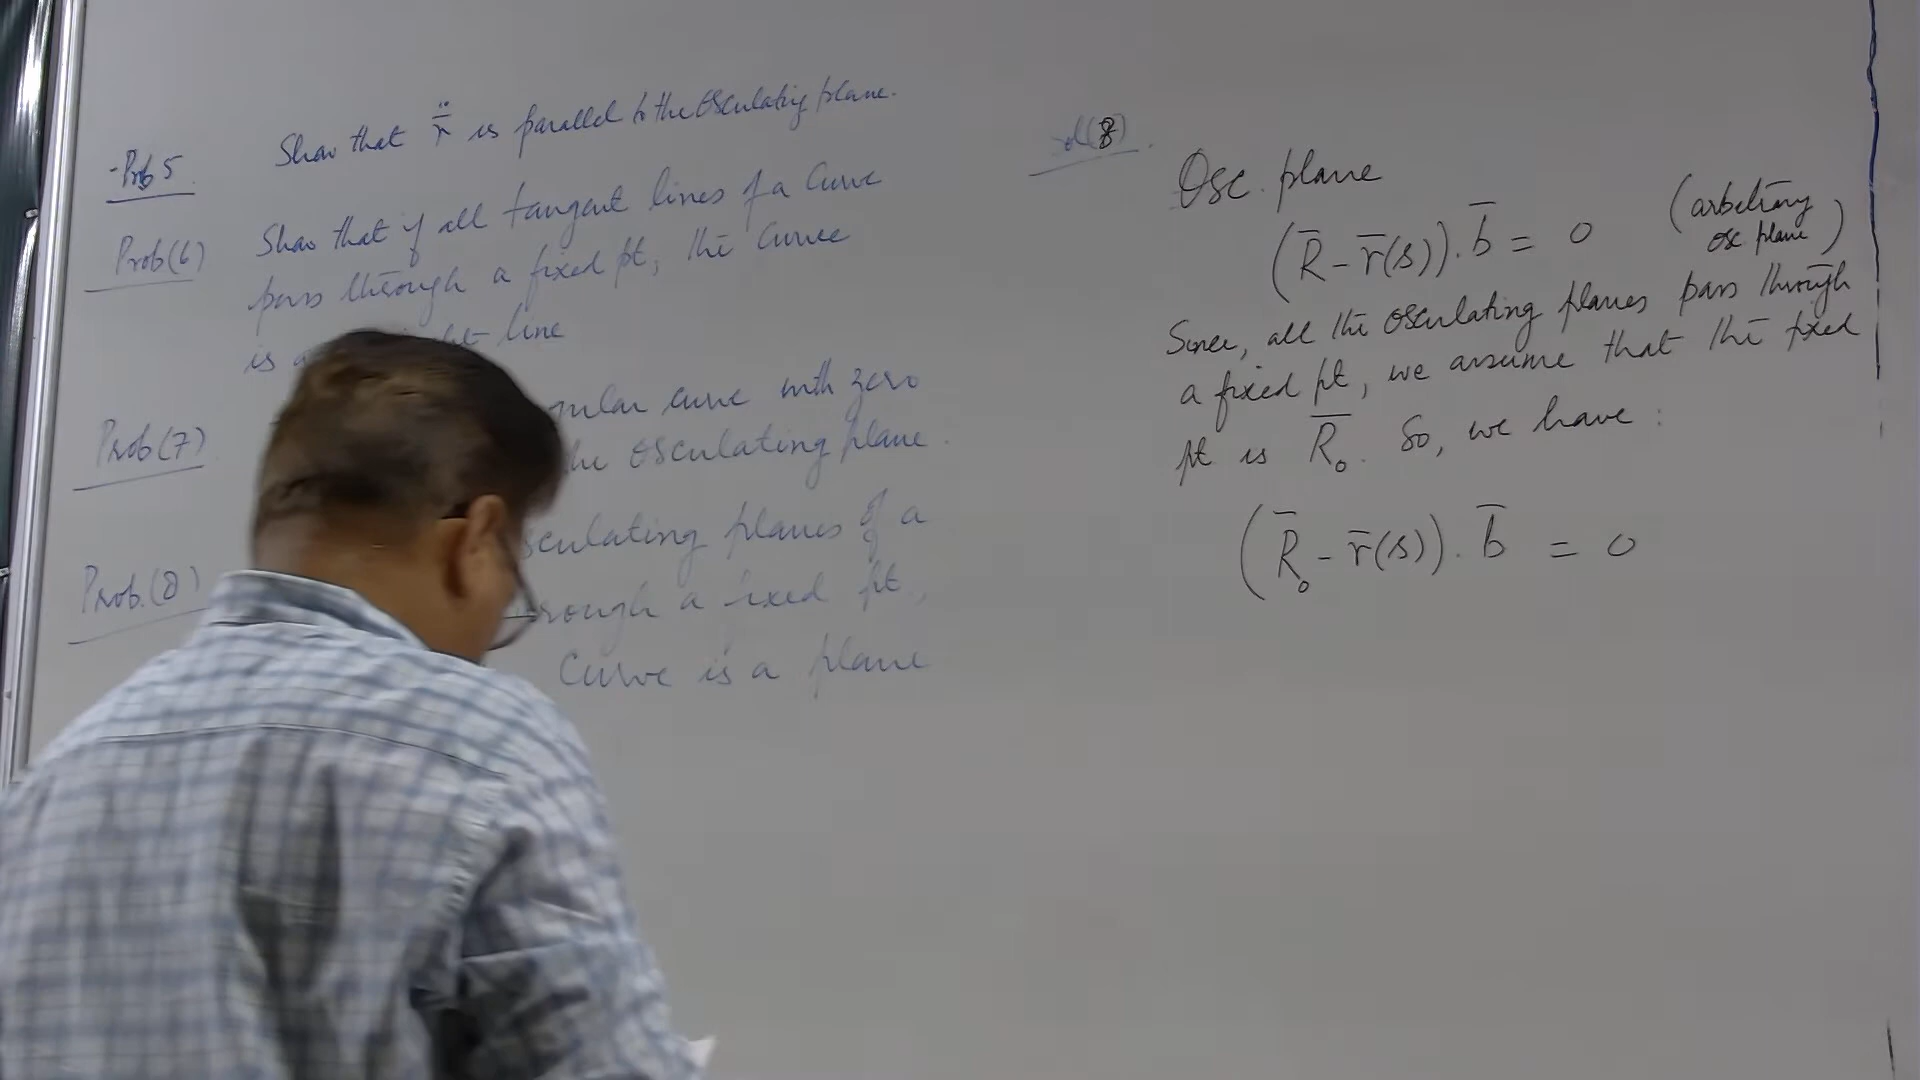 Prob 5 Show that r̈ is parallel to the osculating plane.
Prob(6) Show that if all tangent lines of a curve
pass through a fixed pt, the curve
is a line
Prob(7) curve with zero
the osculating plane.
Prob.(8) osculating planes of a
through a fixed pt,
curve is a plane
sol(8).
Osc. plane
(R̄ - r̄(s)). b̄ = 0 (arbitrary
osc plane)
Since, all the osculating planes pass through
a fixed pt, we assume that the fixed
pt is R̄₀. So, we have :
(R̄₀ - r̄(s)). b̄ = 0